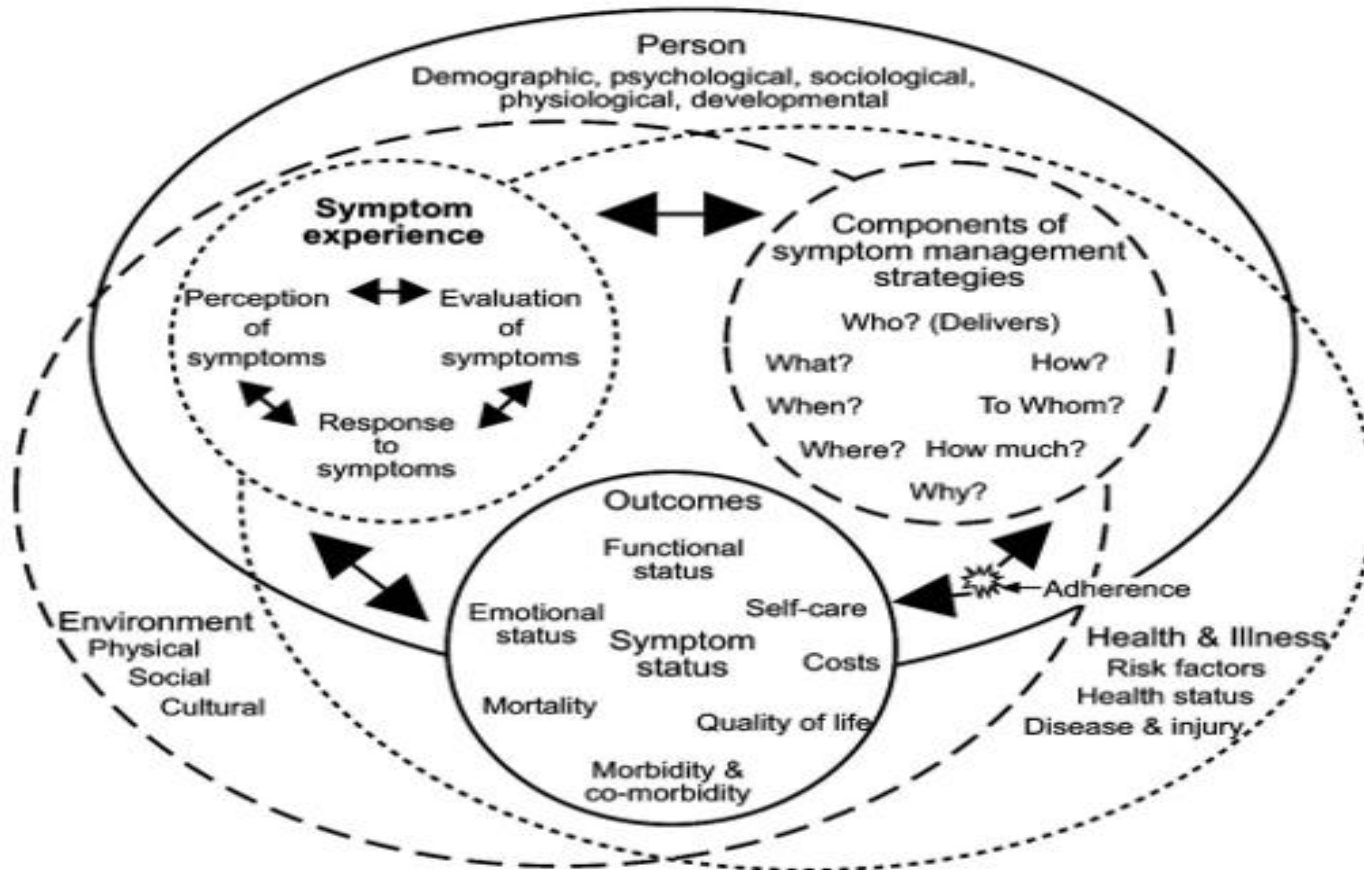 Person
Demographic, psychological, sociological,
physiological, developmental
Symptom
experience
Perception
of
symptoms
Evaluation
of
symptoms
Response
to
symptoms
Components of
symptom management
strategies
Who? (Delivers)
What?
How?
When?
To Whom?
Where?
How much?
Why?
Outcomes
Functional
status
Emotional
status
Self-care
Symptom
status
Costs
Mortality
Quality of life
Morbidity &
co-morbidity
Adherence
Environment
Physical
Social
Cultural
Health & Illness
Risk factors
Health status
Disease & injury